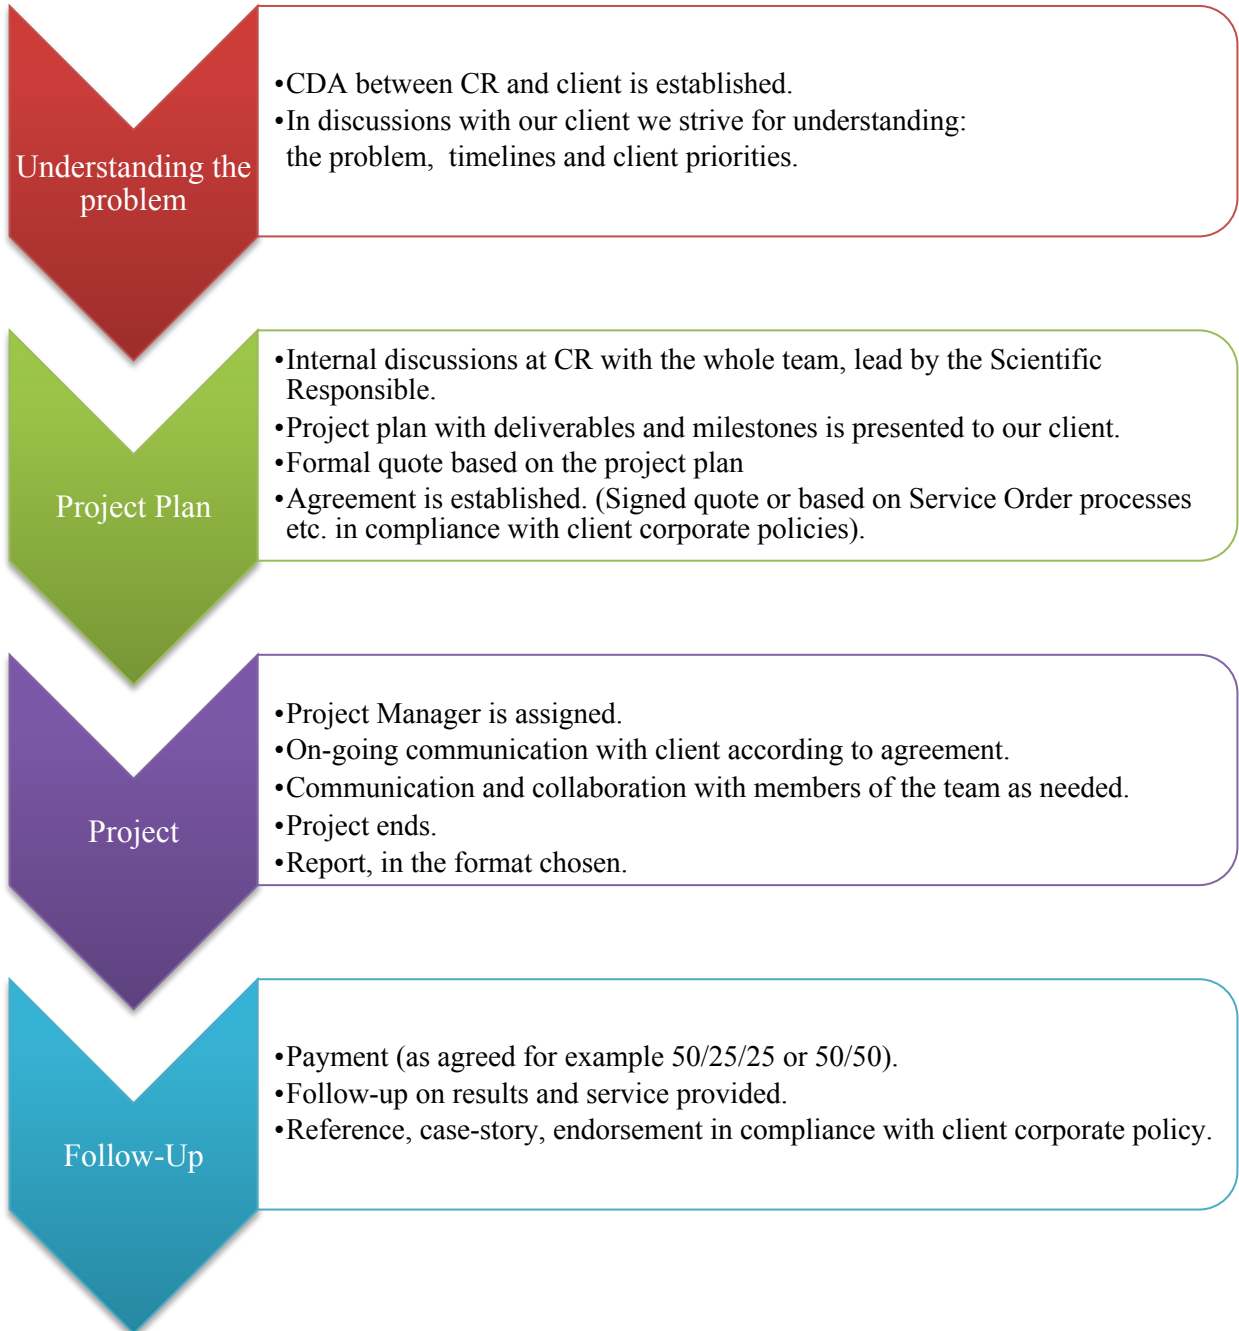 Understanding the
problem
•CDA between CR and client is established.
•In discussions with our client we strive for understanding:
the problem,  timelines and client priorities.
Project Plan
•Internal discussions at CR with the whole team, lead by the Scientific
Responsible.
•Project plan with deliverables and milestones is presented to our client.
•Formal quote based on the project plan
•Agreement is established. (Signed quote or based on Service Order processes
etc. in compliance with client corporate policies).
Project
•Project Manager is assigned.
•On-going communication with client according to agreement.
•Communication and collaboration with members of the team as needed.
•Project ends.
•Report, in the format chosen.
Follow-Up
•Payment (as agreed for example 50/25/25 or 50/50).
•Follow-up on results and service provided.
•Reference, case-story, endorsement in compliance with client corporate policy.